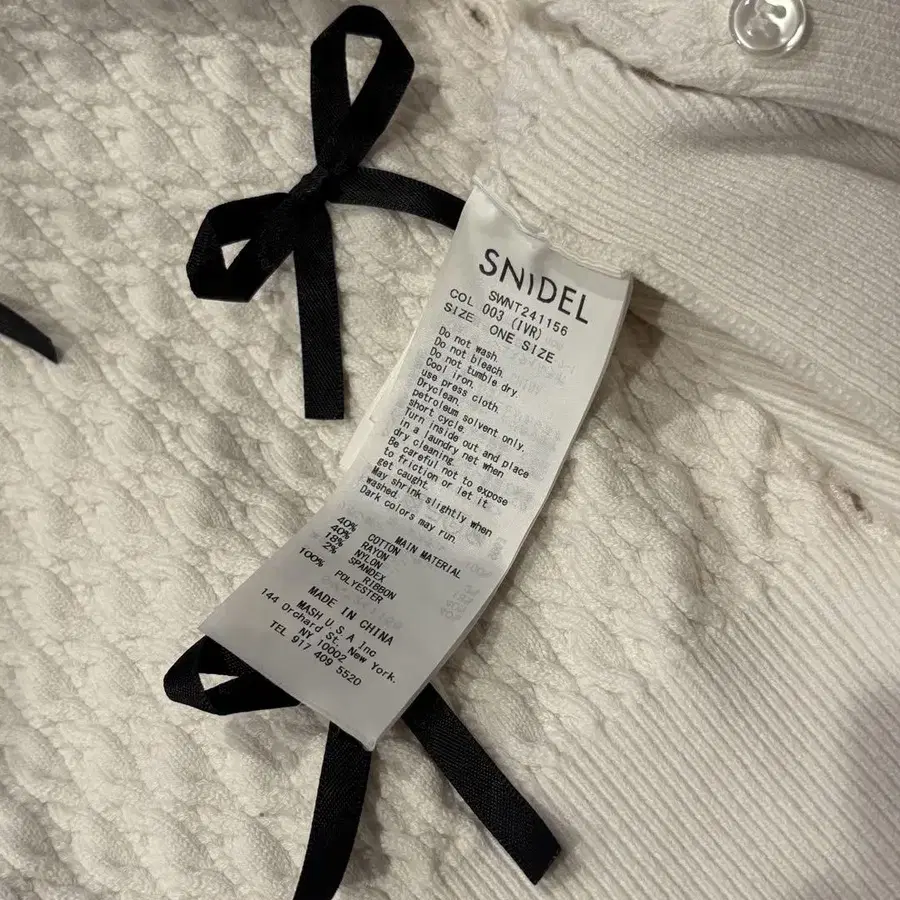 SNIDEL
SWNT241156
COL 003 (IVR)
SIZE ONE SIZE
Do not wash.
Do not bleach.
Do not tumble dry.
Cool iron.
use press cloth.
Dryclean.
petroleum solvent only.
short cycle.
Turn inside out and place
in a laundry net when
dry cleaning.
Be careful not to expose
to friction or let it
get caught.
May shrink slightly when
washed.
Dark colors may run.
MAIN MATERIAL
40% COTTON
40% RAYON
18% NYLON
2% SPANDEX
RIBBON
100% POLYESTER
MADE IN CHINA
MASH U.S.A Inc
144 Orchard St. New York.
NY 10002
TEL 917 409 5520